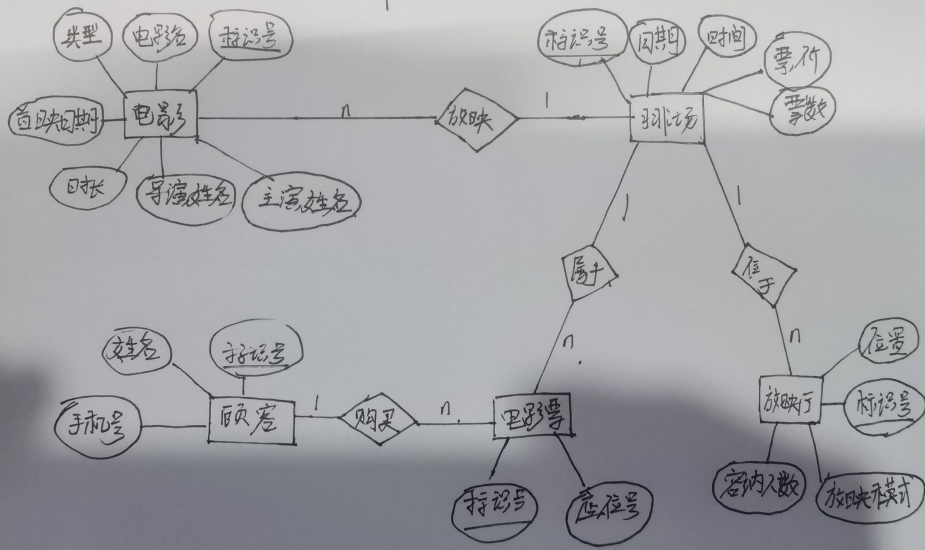 类型
电影名
标识号
首映日期
电影
时长
导演姓名
主演姓名
n
放映
1
标识号
日期
时间
票价
票数
排场
1
1
属于
位于
n
n
姓名
标识号
手机号
顾客
1
购买
n
电影票
标识号
座位号
放映厅
位置
标识号
容纳人数
放映模式